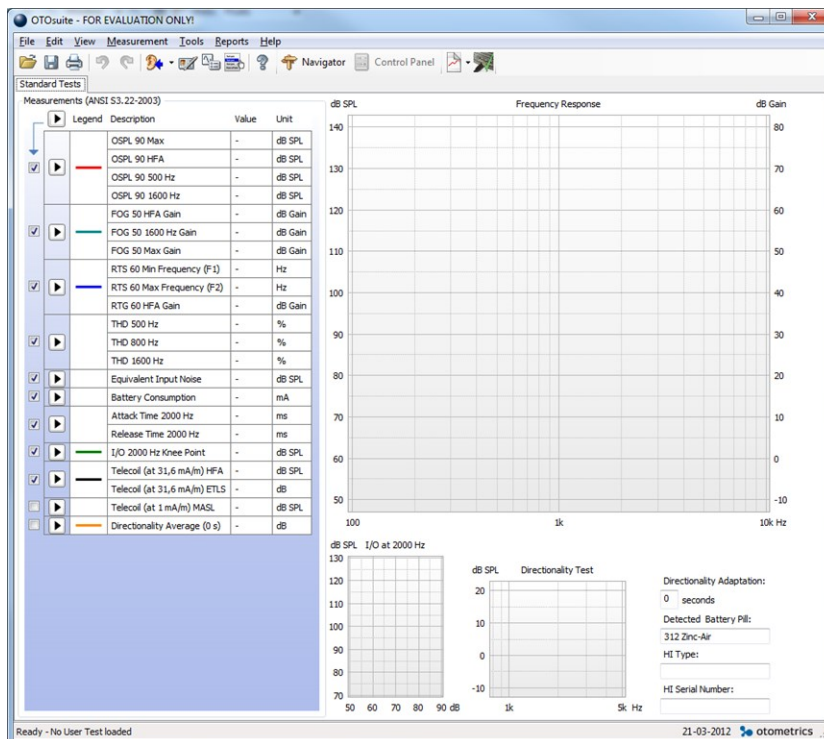 OTOsuite - FOR EVALUATION ONLY!
File Edit View Measurement Tools Reports Help
Navigator Control Panel
Standard Tests
Measurements (ANSI S3.22-2003)
Legend Description Value Unit
OSPL 90 Max - dB SPL
OSPL 90 HFA - dB SPL
OSPL 90 500 Hz - dB SPL
OSPL 90 1600 Hz - dB SPL
FOG 50 HFA Gain - dB Gain
FOG 50 1600 Hz Gain - dB Gain
FOG 50 Max Gain - dB Gain
RTS 60 Min Frequency (F1) - Hz
RTS 60 Max Frequency (F2) - Hz
RTG 60 HFA Gain - dB Gain
THD 500 Hz - %
THD 800 Hz - %
THD 1600 Hz - %
Equivalent Input Noise - dB SPL
Battery Consumption - mA
Attack Time 2000 Hz - ms
Release Time 2000 Hz - ms
I/O 2000 Hz Knee Point - dB SPL
Telecoil (at 31,6 mA/m) HFA - dB SPL
Telecoil (at 31,6 mA/m) ETLS - dB
Telecoil (at 1 mA/m) MASL - dB SPL
Directionality Average (0 s) - dB
dB SPL Frequency Response dB Gain
140 80
130 70
120 60
110 50
100 40
90 30
80 20
70 10
60 0
50 -10
100 1k 10k Hz
dB SPL I/O at 2000 Hz
130
120
110
100
90
80
70
50 60 70 80 90 dB
dB SPL Directionality Test
20
10
0
-10
1k 5k Hz
Directionality Adaptation:
0 seconds
Detected Battery Pill:
312 Zinc-Air
HI Type:
HI Serial Number:
Ready - No User Test loaded 21-03-2012 otometrics